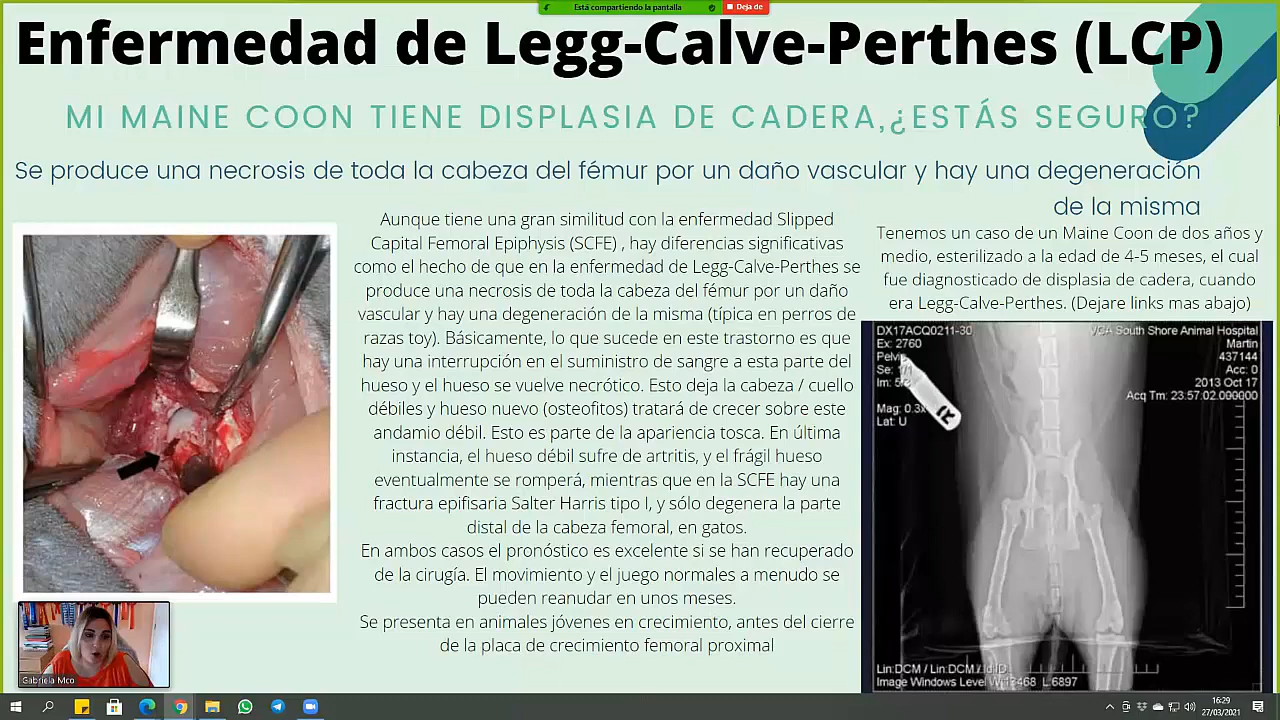 Está compartiendo la pantalla
Deja de
Enfermedad de Legg-Calve-Perthes (LCP)
MI MAINE COON TIENE DISPLASIA DE CADERA,¿ESTÁS SEGURO?
Se produce una necrosis de toda la cabeza del fémur por un daño vascular y hay una degeneración
de la misma
Aunque tiene una gran similitud con la enfermedad Slipped
Capital Femoral Epiphysis (SCFE) , hay diferencias significativas
como el hecho de que en la enfermedad de Legg-Calve-Perthes se
produce una necrosis de toda la cabeza del fémur por un daño
vascular y hay una degeneración de la misma (típica en perros de
razas toy). Básicamente, lo que sucede en este trastorno es que
hay una interrupción en el suministro de sangre a esta parte del
hueso y el hueso se vuelve necrótico. Esto deja la cabeza / cuello
débiles y hueso nuevo (osteofitos) tratará de crecer sobre este
andamio débil. Esto es parte de la apariencia tosca. En última
instancia, el hueso débil sufre de artritis, y el frágil hueso
eventualmente se romperá, mientras que en la SCFE hay una
fractura epifisaria Salter Harris tipo I, y sólo degenera la parte
distal de la cabeza femoral, en gatos.
En ambos casos el pronóstico es excelente si se han recuperado
de la cirugía. El movimiento y el juego normales a menudo se
pueden reanudar en unos meses.
Se presenta en animales jóvenes en crecimiento, antes del cierre
de la placa de crecimiento femoral proximal
Tenemos un caso de un Maine Coon de dos años y
medio, esterilizado a la edad de 4-5 meses, el cual
fue diagnosticado de displasia de cadera, cuando
era Legg-Calve-Perthes. (Dejare links mas abajo)
DX17ACQ0211-30
Ex: 2760
Pelvis
Se: 1/1
Mag: 0.3x
Lat: U
VCA South Shore Animal Hospital
Martin
437144
Acc: 0
2013 Oct 17
Acq Tm: 23:57:02.000000
R
Lin:DCM / Lin:DCM / Id:ID
Image Windows Level W:13468 L:6897
Gabriela Mco
16:29
27/03/2021